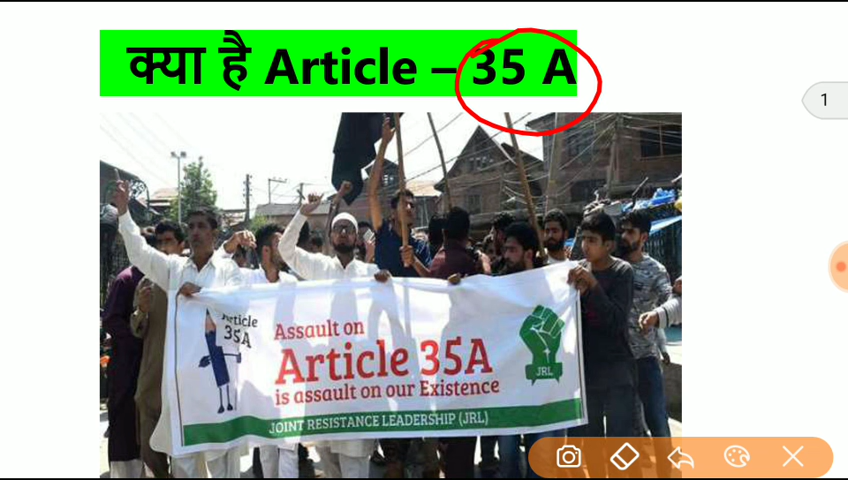 क्या है Article – 35 A
1
Article
35A
Assault on
Article 35A
is assault on our Existence
JRL
JOINT RESISTANCE LEADERSHIP (JRL)